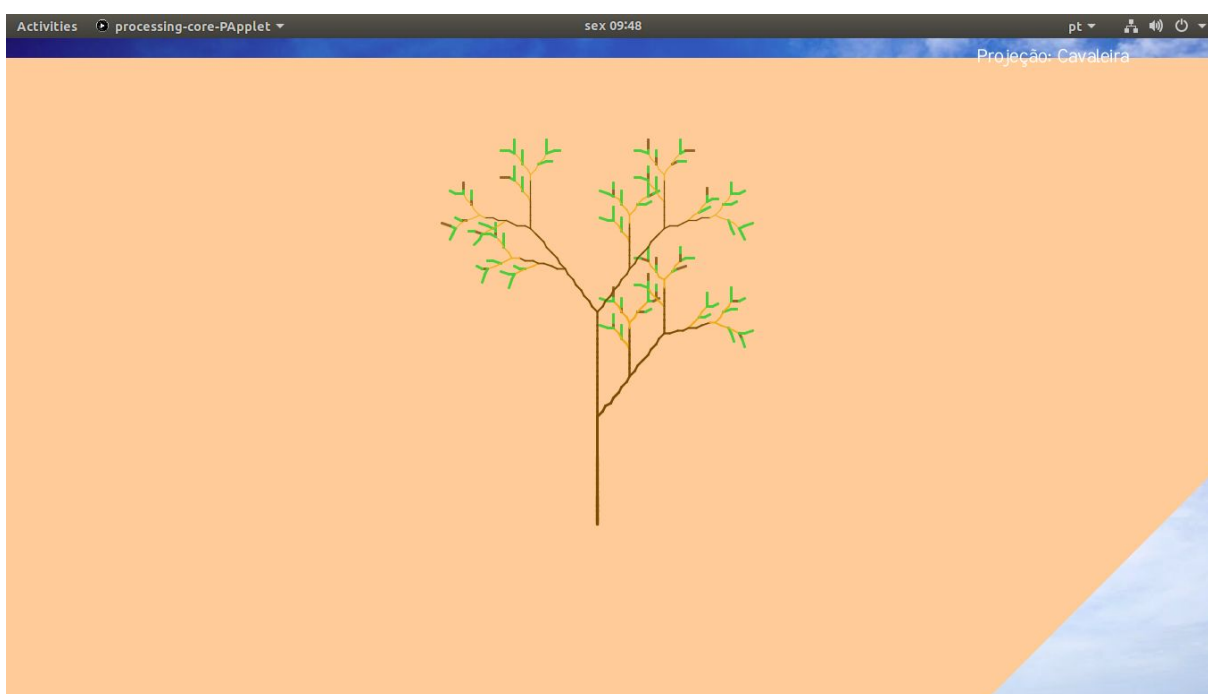 Activities processing-core-PApplet sex 09:48 pt
Projeção: Cavaleira